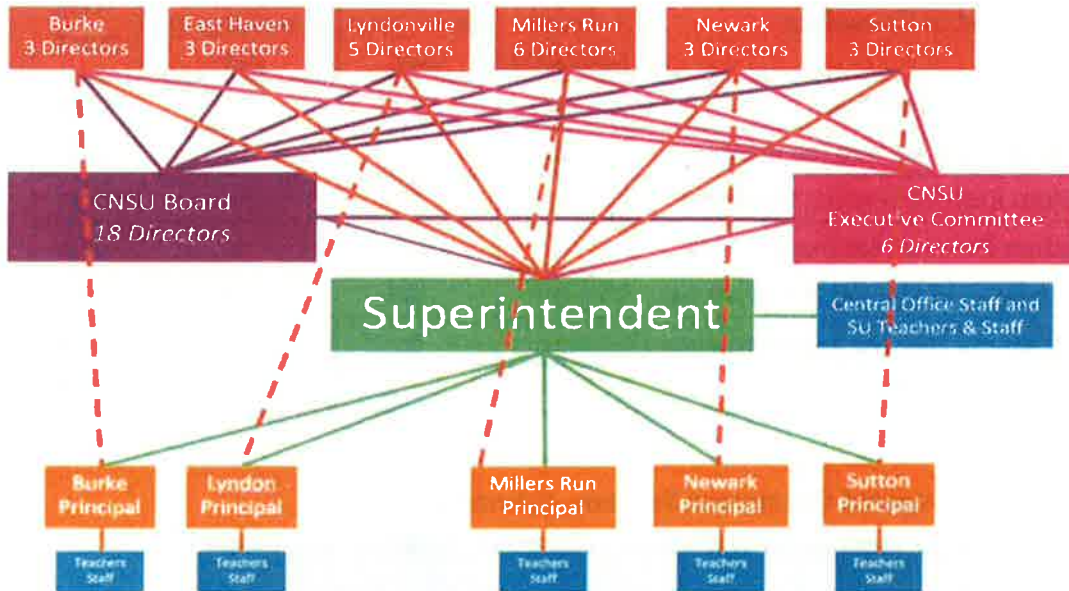 Burke
3 Directors
East Haven
3 Directors
Lyndonville
5 Directors
Millers Run
6 Directors
Newark
3 Directors
Sutton
3 Directors
CNSU Board
18 Directors
CNSU
Executive Committee
6 Directors
Superintendent
Central Office Staff and
SU Teachers & Staff
Burke
Principal
Lyndon
Principal
Millers Run
Principal
Newark
Principal
Sutton
Principal
Teachers
Staff
Teachers
Staff
Teachers
Staff
Teachers
Staff
Teachers
Staff